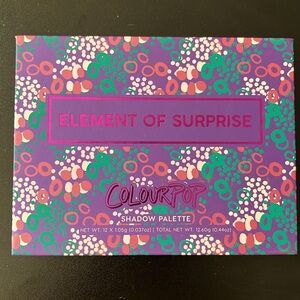 ELEMENT OF SURPRISE
COLOURPOP
SHADOW PALETTE
NET WT. 12 X 1.05g (0.037oz) | TOTAL NET WT. 12.60g (0.44oz)